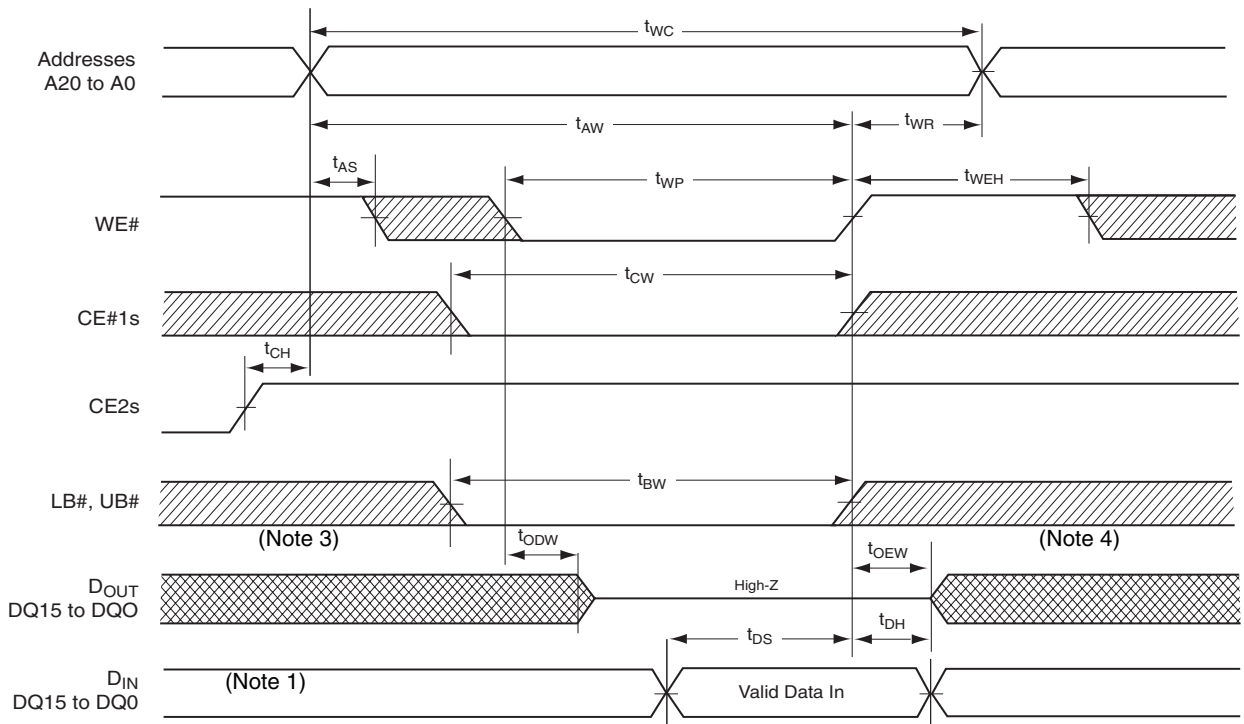 tWC
Addresses
A20 to A0
tAW
tWR
tAS
tWP
tWEH
WE#
tCW
CE#1s
tCH
CE2s
tBW
LB#, UB#
(Note 3)
(Note 4)
tODW
tOEW
DOUT
DQ15 to DQO
High-Z
tDS
tDH
DIN
DQ15 to DQ0
(Note 1)
Valid Data In